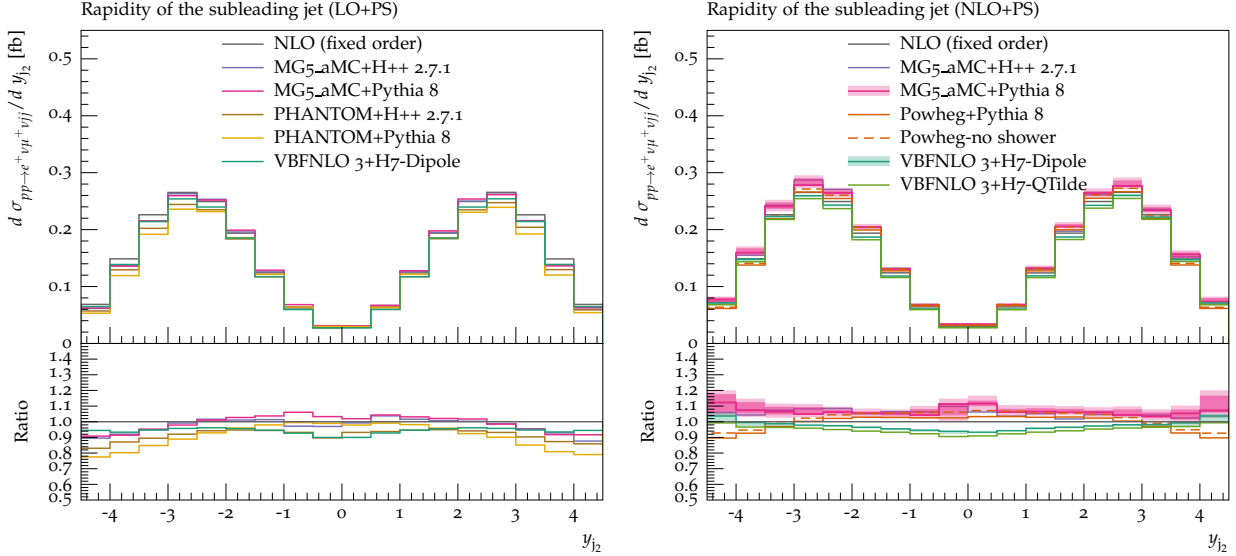 Rapidity of the subleading jet (LO+PS)
d σ_{pp→e⁺νμ⁺νjj}/d y_{j₂} [fb]
NLO (fixed order)
MG5_aMC+H++ 2.7.1
MG5_aMC+Pythia 8
PHANTOM+H++ 2.7.1
PHANTOM+Pythia 8
VBFNLO 3+H7-Dipole
0.5
0.4
0.3
0.2
0.1
0
Ratio
1.4
1.3
1.2
1.1
1.0
0.9
0.8
0.7
0.6
0.5
-4 -3 -2 -1 0 1 2 3 4
y_{j₂}
Rapidity of the subleading jet (NLO+PS)
d σ_{pp→e⁺νμ⁺νjj}/d y_{j₂} [fb]
NLO (fixed order)
MG5_aMC+H++ 2.7.1
MG5_aMC+Pythia 8
Powheg+Pythia 8
Powheg-no shower
VBFNLO 3+H7-Dipole
VBFNLO 3+H7-QTilde
0.5
0.4
0.3
0.2
0.1
0
Ratio
1.4
1.3
1.2
1.1
1.0
0.9
0.8
0.7
0.6
0.5
-4 -3 -2 -1 0 1 2 3 4
y_{j₂}